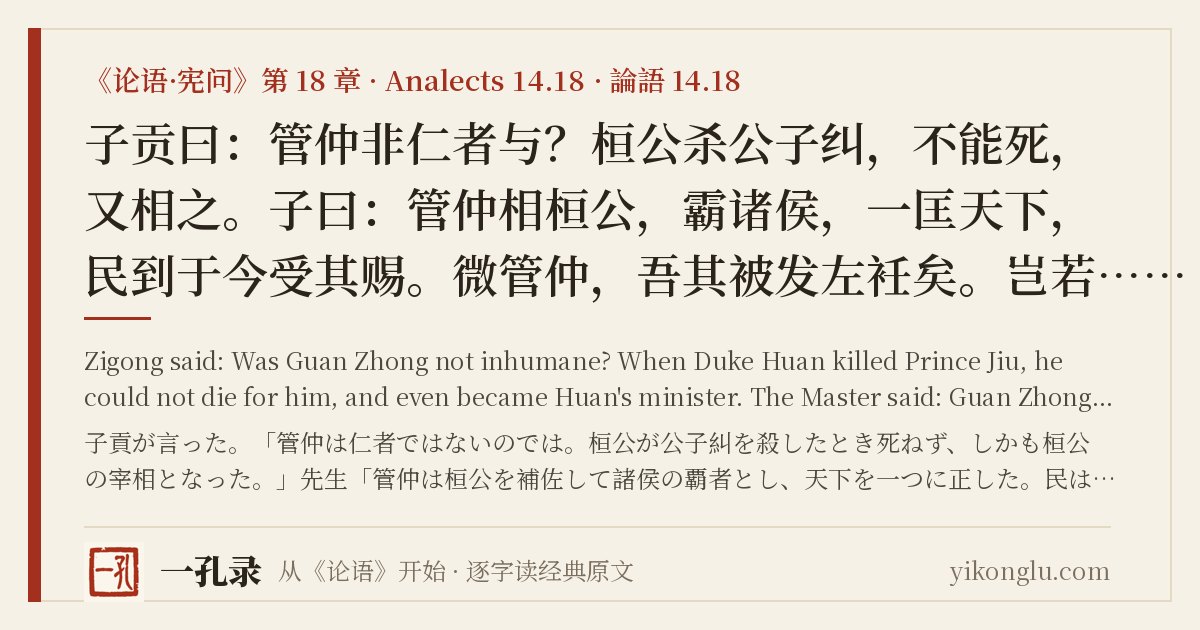 《论语·宪问》第 18 章 · Analects 14.18 · 論語 14.18
子贡曰：管仲非仁者与？桓公杀公子纠，不能死，
又相之。子曰：管仲相桓公，霸诸侯，一匡天下，
民到于今受其赐。微管仲，吾其被发左衽矣。岂若……
Zigong said: Was Guan Zhong not inhumane? When Duke Huan killed Prince Jiu, he
could not die for him, and even became Huan's minister. The Master said: Guan Zhong...
子貢が言った。「管仲は仁者ではないのでは。桓公が公子糾を殺したとき死ねず、しかも桓公
の宰相となった。」先生「管仲は桓公を補佐して諸侯の覇者とし、天下を一つに正した。民は…
一孔
一孔录 从《论语》开始 · 逐字读经典原文 yikonglu.com